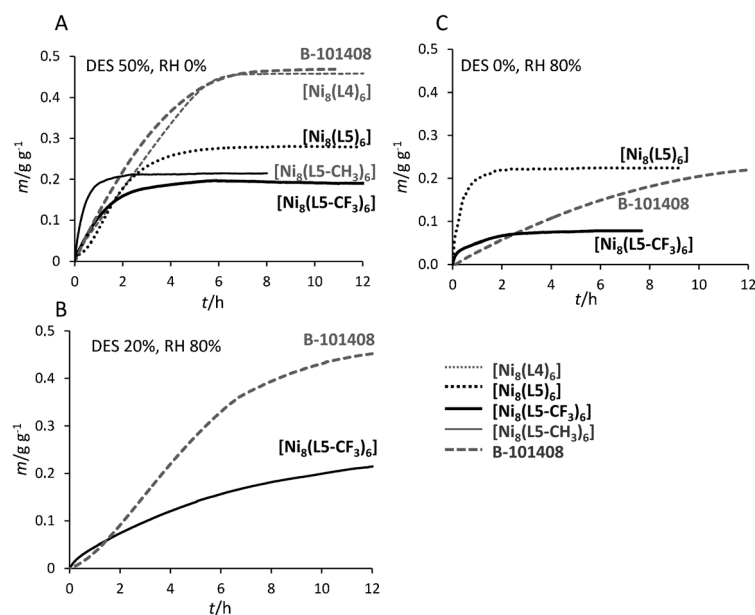 A
DES 50%, RH 0%
B-101408
[Ni8(L4)6]
[Ni8(L5)6]
[Ni8(L5-CH3)6]
[Ni8(L5-CF3)6]
m/g g-1
0.5
0.4
0.3
0.2
0.1
0
0 2 4 6 8 10 12
t/h
C
DES 0%, RH 80%
[Ni8(L5)6]
B-101408
[Ni8(L5-CF3)6]
m/g g-1
0.5
0.4
0.3
0.2
0.1
0.0
0 2 4 6 8 10 12
t/h
B
DES 20%, RH 80%
B-101408
[Ni8(L5-CF3)6]
m/g g-1
0.5
0.4
0.3
0.2
0.1
0
0 2 4 6 8 10 12
t/h
[Ni8(L4)6]
[Ni8(L5)6]
[Ni8(L5-CF3)6]
[Ni8(L5-CH3)6]
B-101408